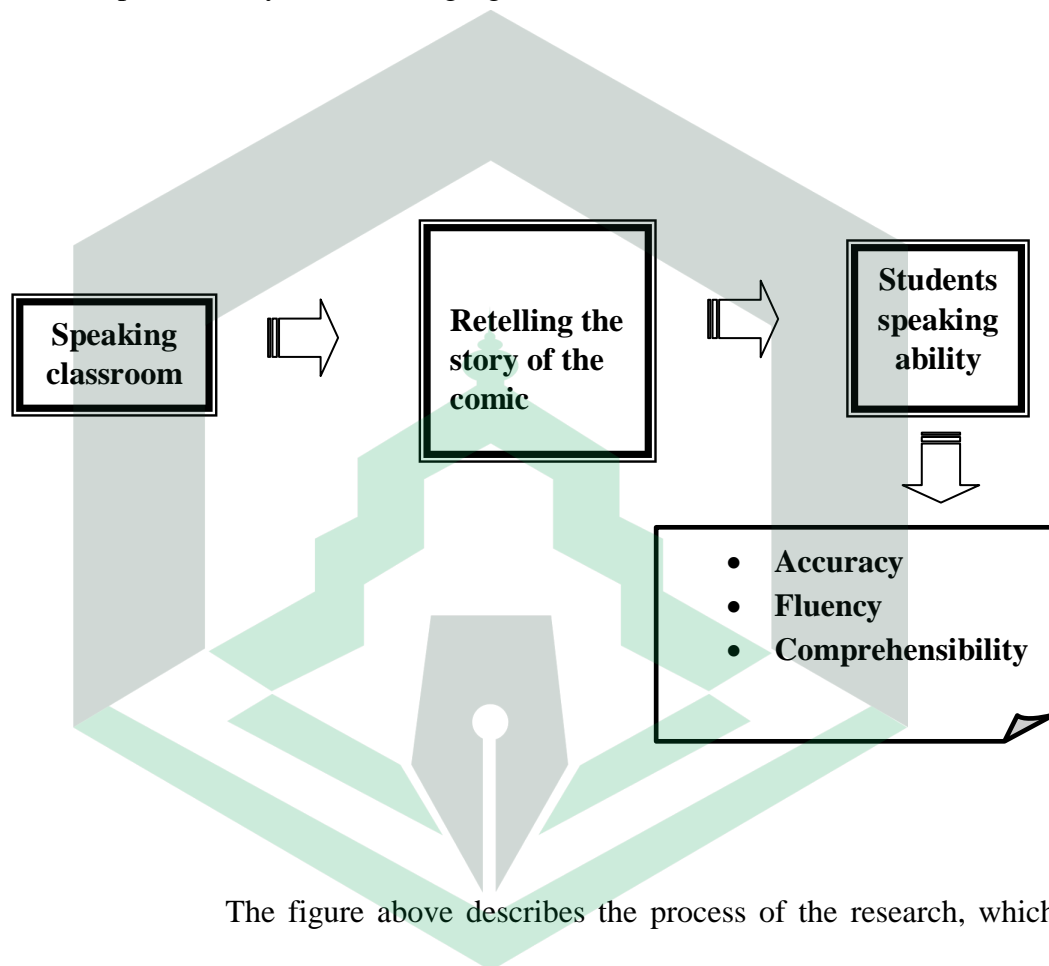 Speaking
classroom
Retelling the
story of the
comic
Students
speaking
ability
• Accuracy
• Fluency
• Comprehensibility
The figure above describes the process of the research, which